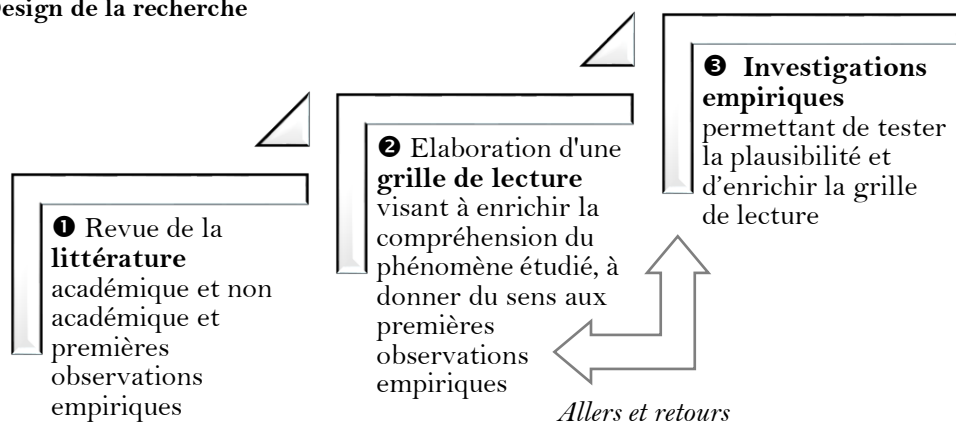 Design de la recherche
❶ Revue de la
littérature
académique et non
académique et
premières
observations
empiriques
❷ Elaboration d'une
grille de lecture
visant à enrichir la
compréhension du
phénomène étudié, à
donner du sens aux
premières
observations
empiriques
❸ Investigations
empiriques
permettant de tester
la plausibilité et
d’enrichir la grille
de lecture
Allers et retours